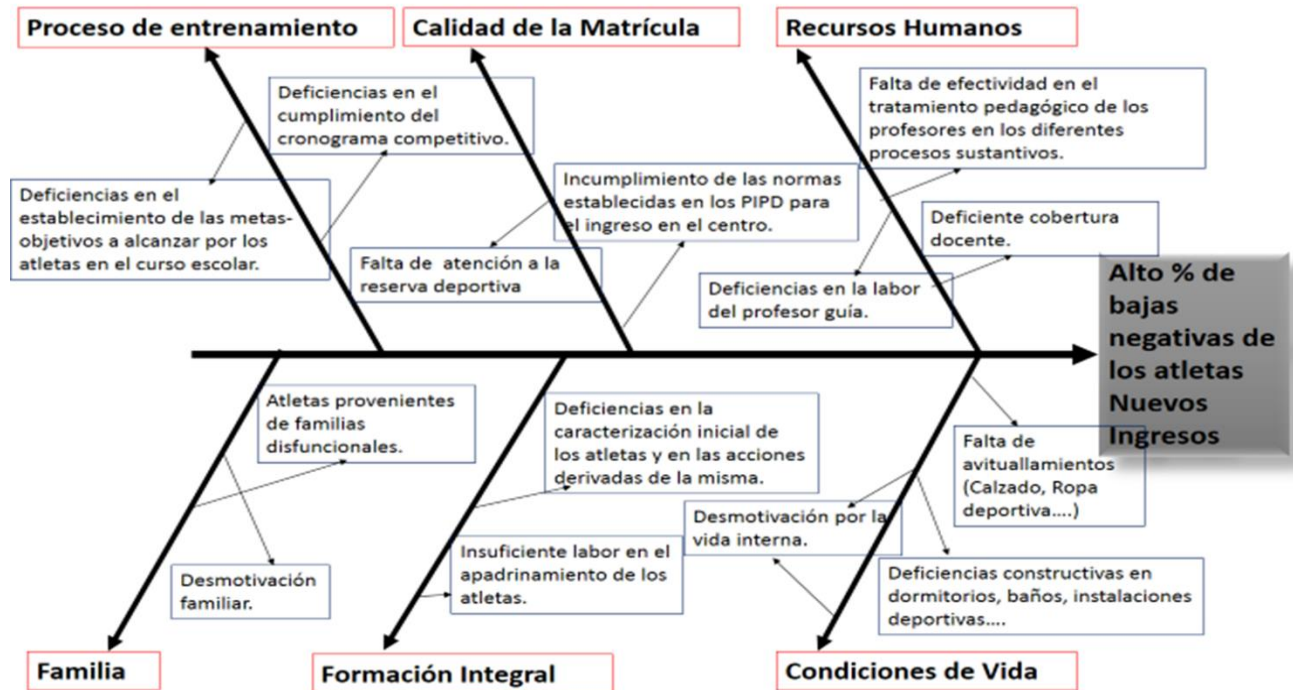 Proceso de entrenamiento
Calidad de la Matrícula
Recursos Humanos
Deficiencias en el
cumplimiento del
cronograma competitivo.
Deficiencias en el
establecimiento de las metas-
objetivos a alcanzar por los
atletas en el curso escolar.
Incumplimiento de las normas
establecidas en los PIPD para
el ingreso en el centro.
Falta de atención a la
reserva deportiva
Falta de efectividad en el
tratamiento pedagógico de los
profesores en los diferentes
procesos sustantivos.
Deficiente cobertura
docente.
Deficiencias en la labor
del profesor guía.
Alto % de
bajas
negativas de
los atletas
Nuevos
Ingresos
Atletas provenientes
de familias
disfuncionales.
Desmotivación
familiar.
Deficiencias en la
caracterización inicial de
los atletas y en las acciones
derivadas de la misma.
Insuficiente labor en el
apadrinamiento de los
atletas.
Falta de
avituallamientos
(Calzado, Ropa
deportiva....)
Desmotivación por la
vida interna.
Deficiencias constructivas en
dormitorios, baños, instalaciones
deportivas....
Familia
Formación Integral
Condiciones de Vida